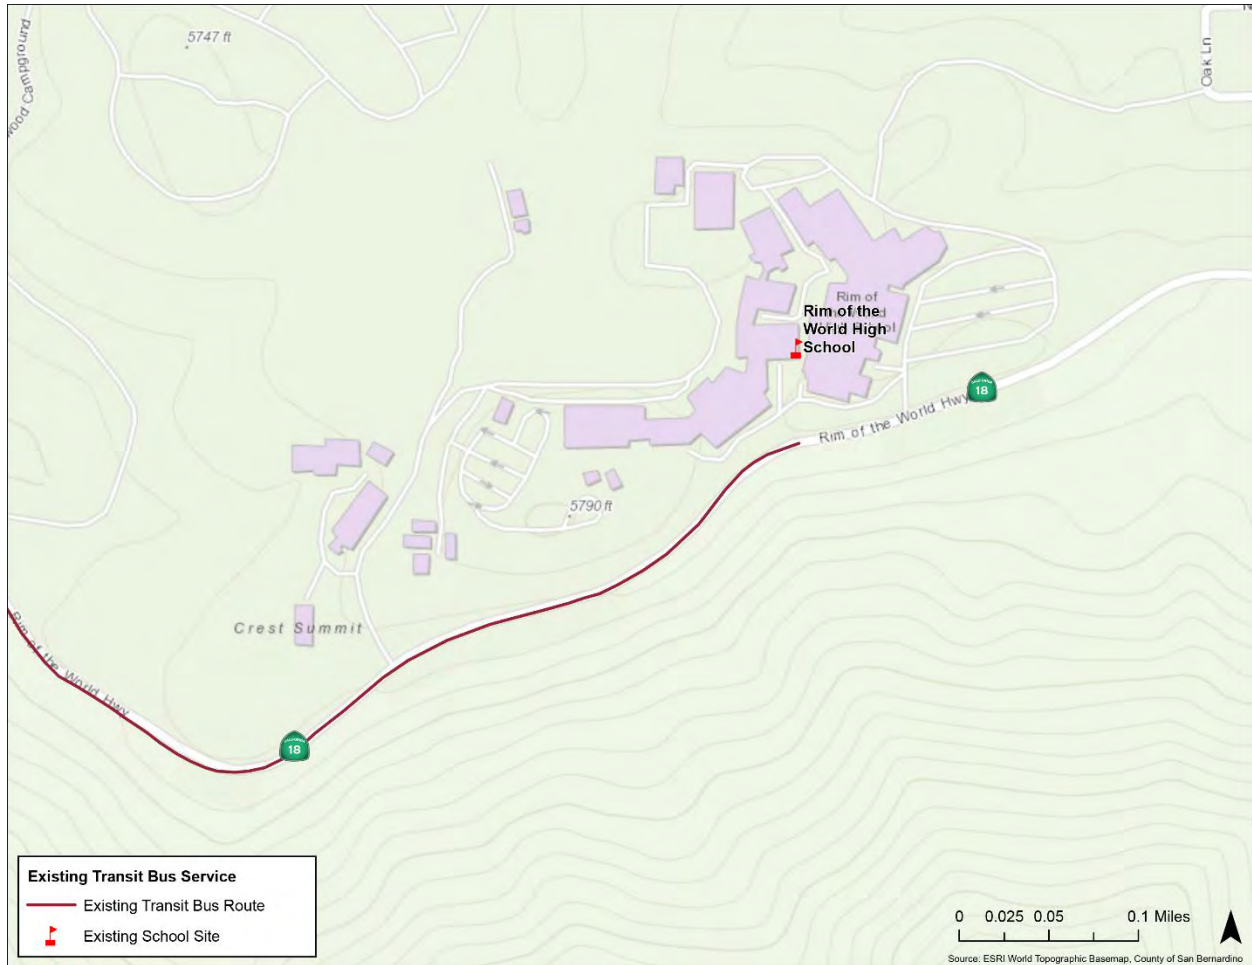 5747 ft
wood Campground
Oak Ln
Rim of
Rim of the
World High
School
18
Rim of the World Hwy
5790 ft
Crest Summit
Rim of the World Hwy
18
Existing Transit Bus Service
Existing Transit Bus Route
Existing School Site
0 0.025 0.05 0.1 Miles
Source: ESRI World Topographic Basemap, County of San Bernardino